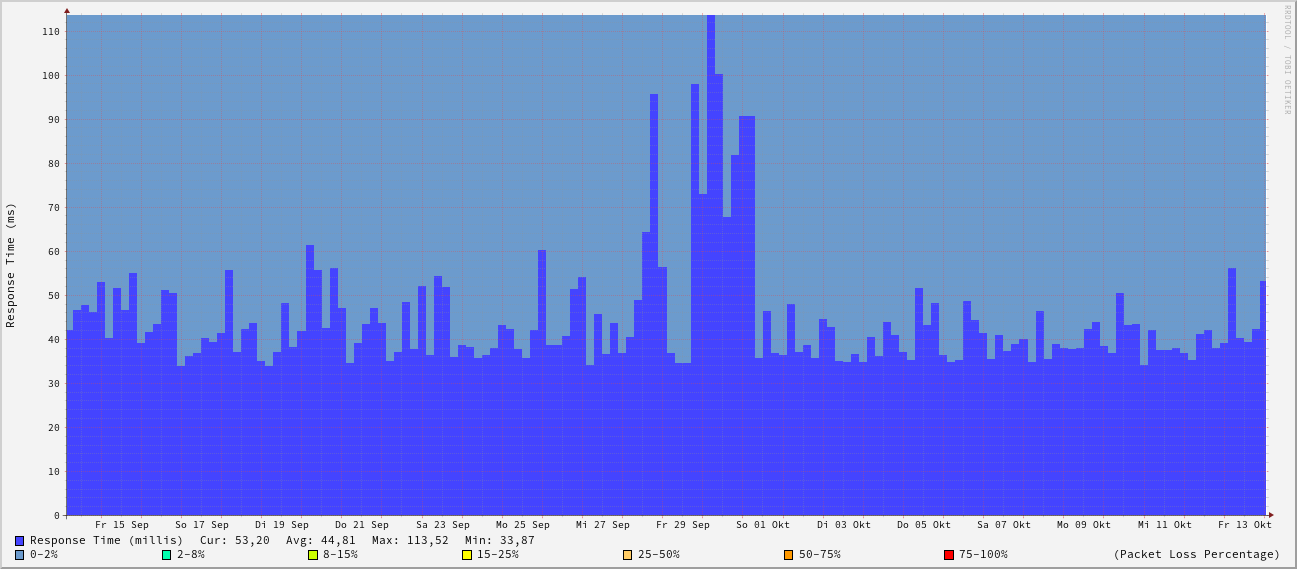 RRDTOOL / TOBI OETIKER
Response Time (ms)
110
100
90
80
70
60
50
40
30
20
10
0
Fr 15 Sep So 17 Sep Di 19 Sep Do 21 Sep Sa 23 Sep Mo 25 Sep Mi 27 Sep Fr 29 Sep So 01 Okt Di 03 Okt Do 05 Okt Sa 07 Okt Mo 09 Okt Mi 11 Okt Fr 13 Okt
Response Time (millis) Cur: 53,20 Avg: 44,81 Max: 113,52 Min: 33,87
0-2% 2-8% 8-15% 15-25% 25-50% 50-75% 75-100% (Packet Loss Percentage)